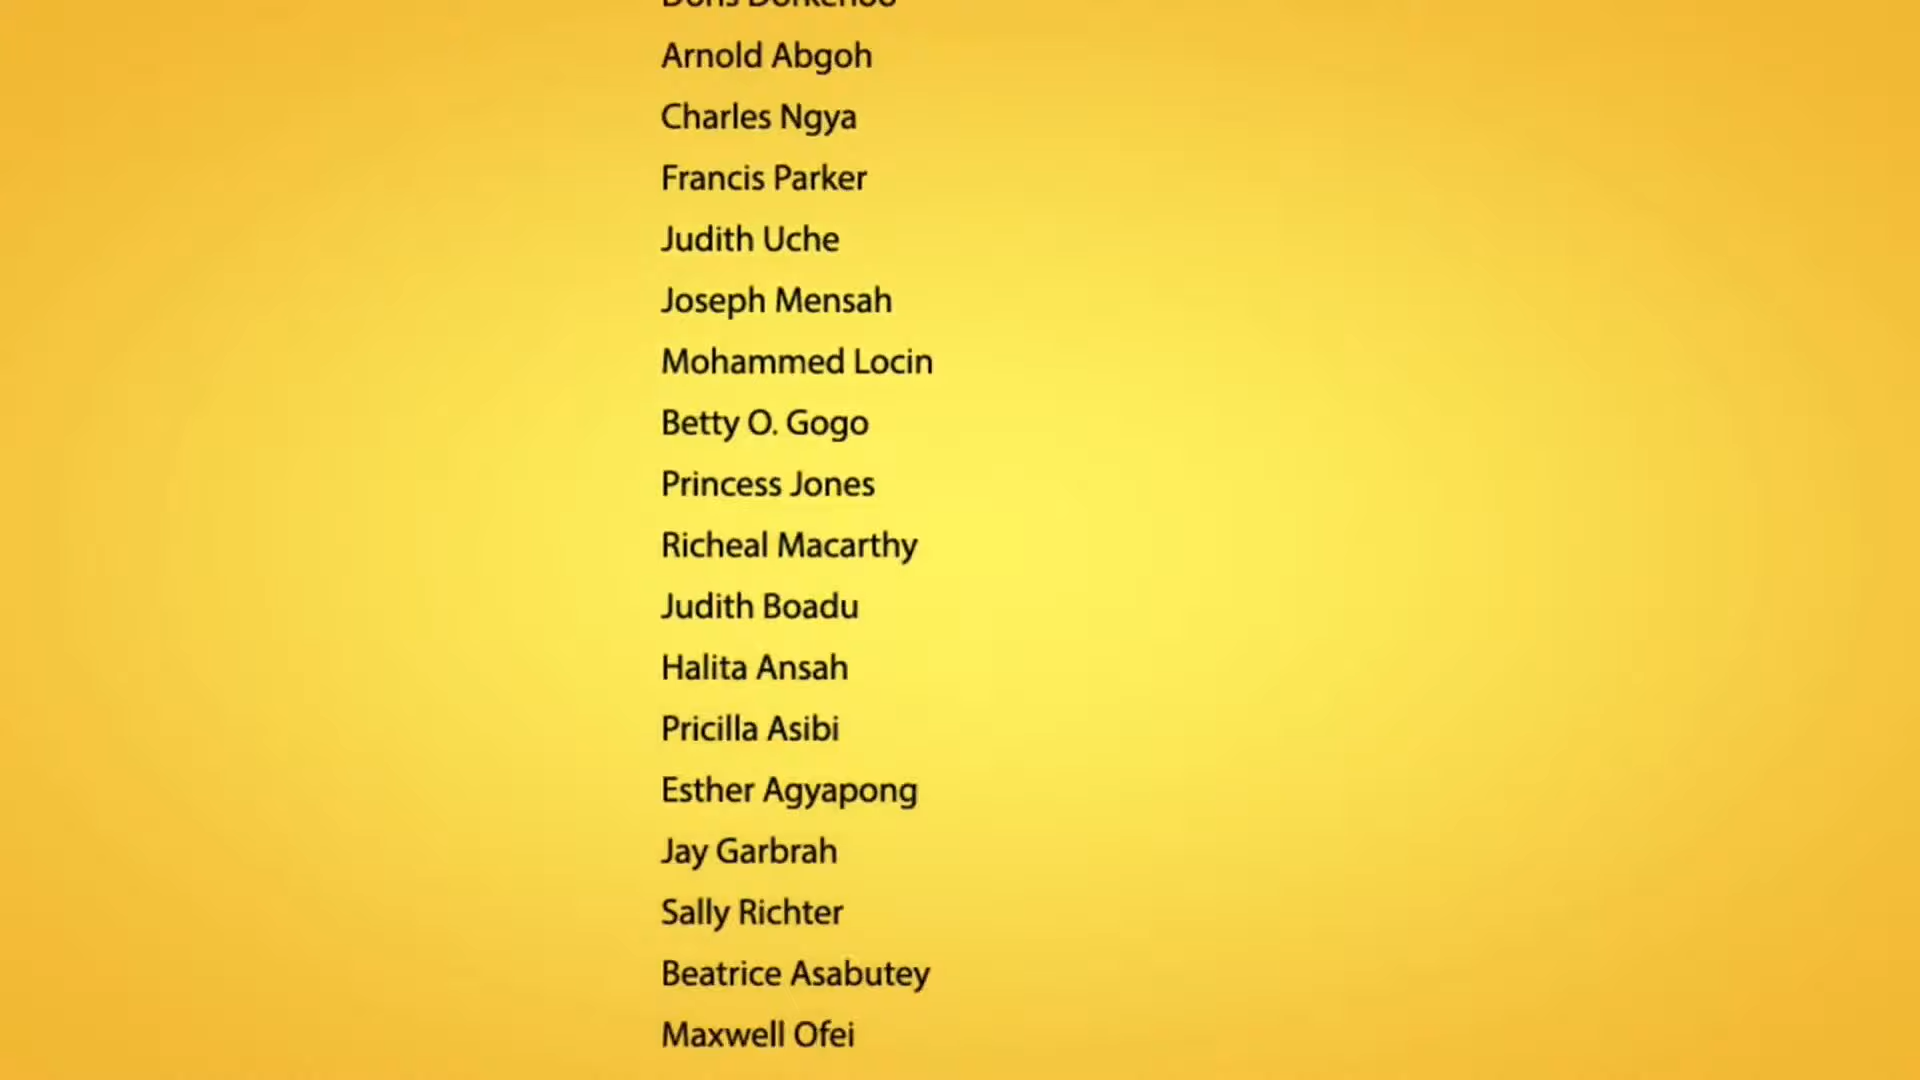 Arnold Abgoh
Charles Ngya
Francis Parker
Judith Uche
Joseph Mensah
Mohammed Locin
Betty O. Gogo
Princess Jones
Richeal Macarthy
Judith Boadu
Halita Ansah
Pricilla Asibi
Esther Agyapong
Jay Garbrah
Sally Richter
Beatrice Asabutey
Maxwell Ofei